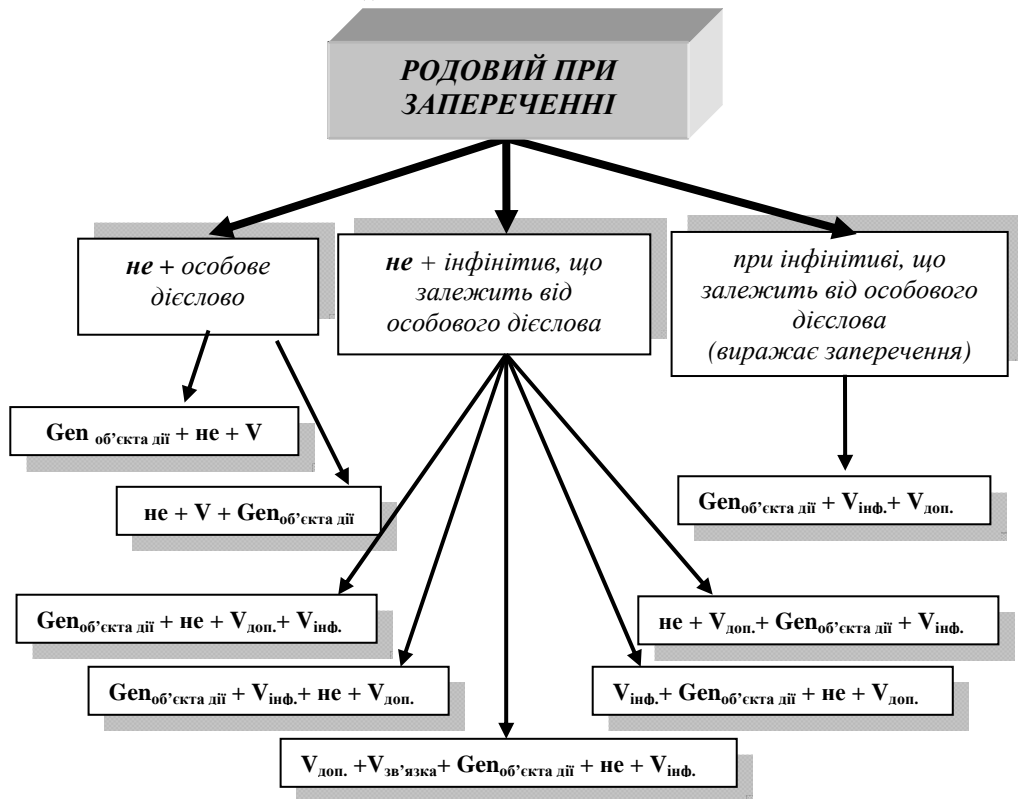 РОДОВИЙ ПРИ
ЗАПЕРЕЧЕННІ
не + особове
дієслово
не + інфінітив, що
залежить від
особового дієслова
при інфінітиві, що
залежить від особового
дієслова
(виражає заперечення)
Gen об’єкта дії + не + V
не + V + Genоб’єкта дії
Genоб’єкта дії + Vінф.+ Vдоп.
Genоб’єкта дії + не + Vдоп.+ Vінф.
не + Vдоп.+ Genоб’єкта дії + Vінф.
Genоб’єкта дії + Vінф.+ не + Vдоп.
Vінф.+ Genоб’єкта дії + не + Vдоп.
Vдоп. +Vзв’язка+ Genоб’єкта дії + не + Vінф.